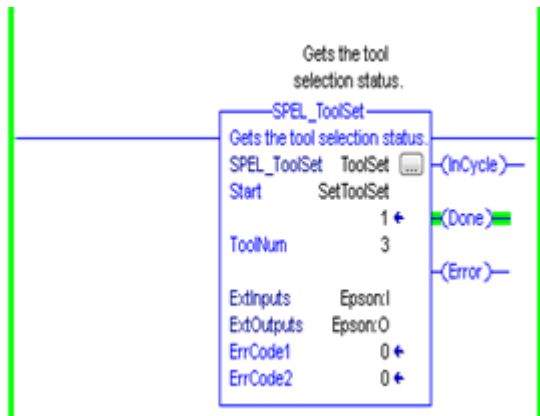 Gets the tool
selection status.
SPEL_ToolSet
Gets the tool selection status.
SPEL_ToolSet ToolSet ...
InCycle
Start SetToolSet
1
Done
ToolNum 3
Error
ExtInputs Epson:I
ExtOutputs Epson:O
ErrCode1 0
ErrCode2 0